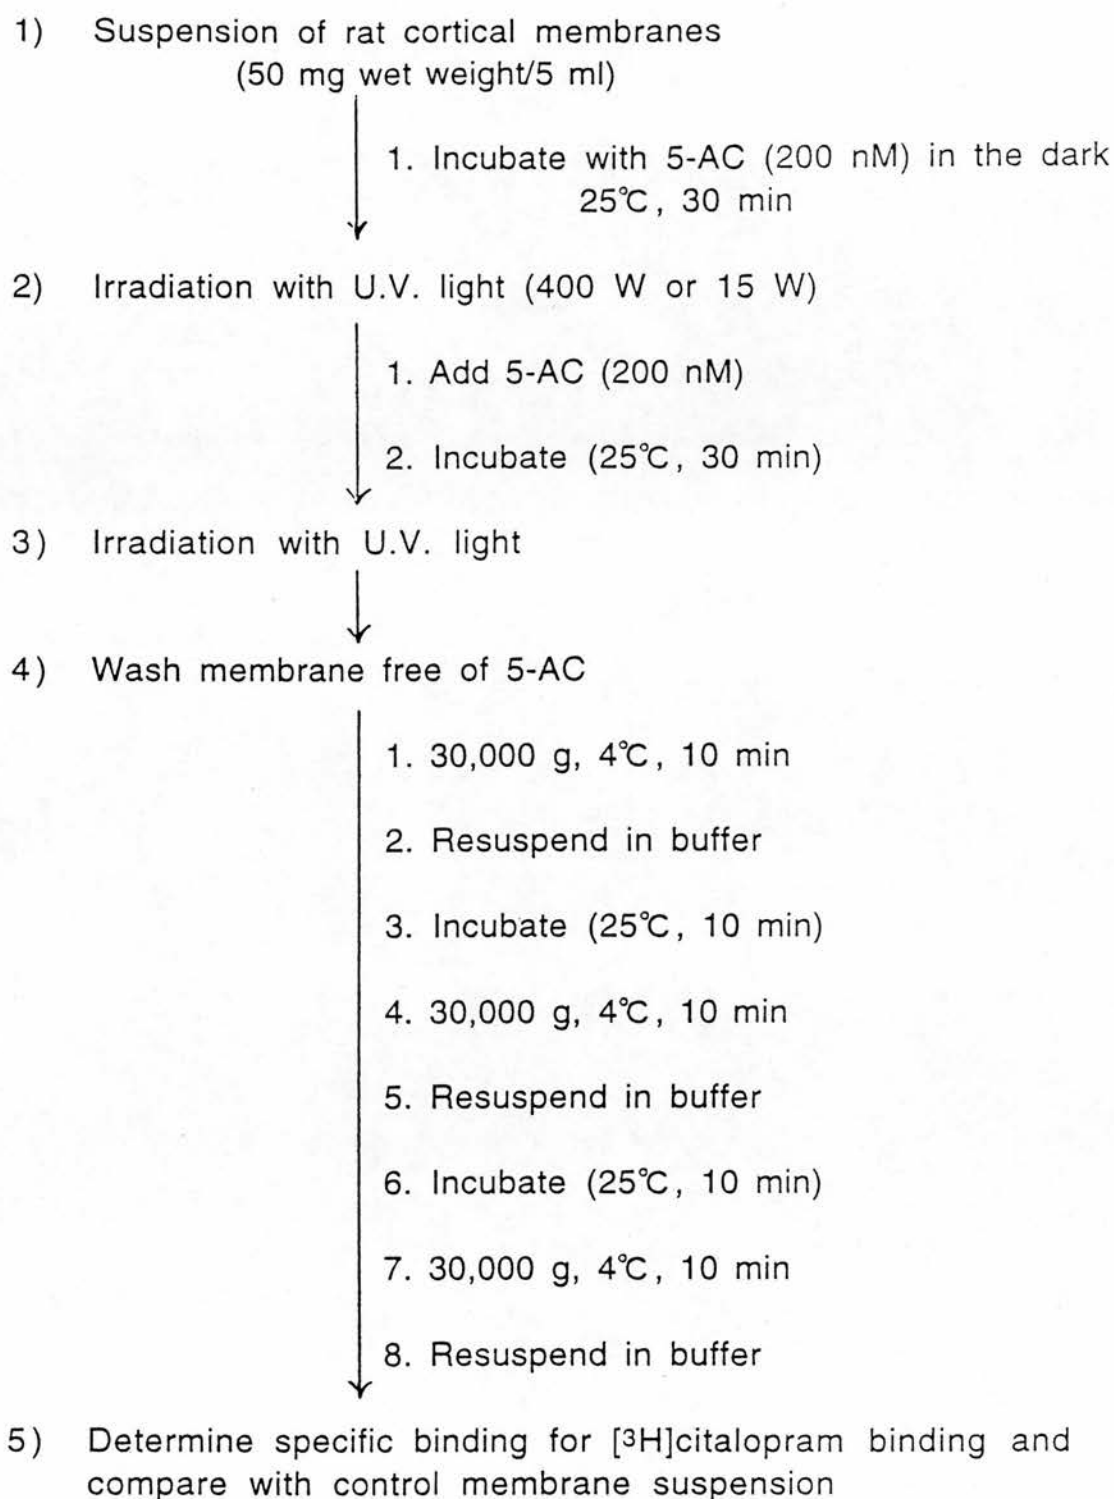 1) Suspension of rat cortical membranes
(50 mg wet weight/5 ml)
1. Incubate with 5-AC (200 nM) in the dark
25℃, 30 min
2) Irradiation with U.V. light (400 W or 15 W)
1. Add 5-AC (200 nM)
2. Incubate (25℃, 30 min)
3) Irradiation with U.V. light
4) Wash membrane free of 5-AC
1. 30,000 g, 4℃, 10 min
2. Resuspend in buffer
3. Incubate (25℃, 10 min)
4. 30,000 g, 4℃, 10 min
5. Resuspend in buffer
6. Incubate (25℃, 10 min)
7. 30,000 g, 4℃, 10 min
8. Resuspend in buffer
5) Determine specific binding for [³H]citalopram binding and
compare with control membrane suspension